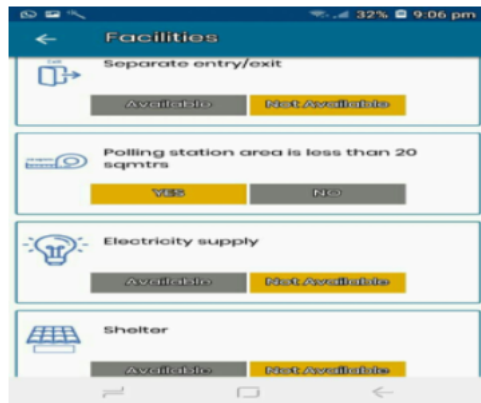 32% 9:06 pm
Facilities
Separate entry/exit
Available Not Available
Polling station area is less than 20
sqmtrs
YES NO
Electricity supply
Available Not Available
Shelter
Available Not Available